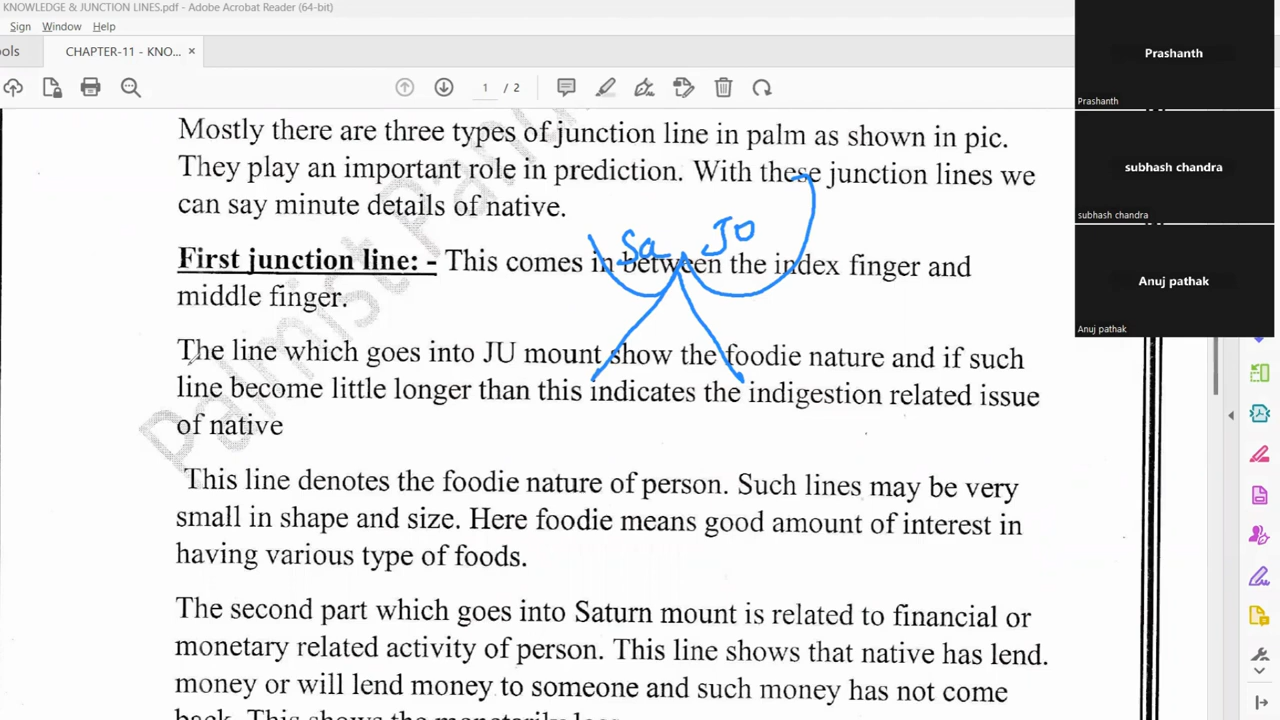 KNOWLEDGE & JUNCTION LINES.pdf - Adobe Acrobat Reader (64-bit)
Sign Window Help
ols CHAPTER-11 - KNO... ×
1 / 2
Prashanth
Prashanth
subhash chandra
subhash chandra
Anuj pathak
Anuj pathak
Mostly there are three types of junction line in palm as shown in pic.
They play an important role in prediction. With these junction lines we
can say minute details of native.
Sa JU
First junction line: - This comes in between the index finger and
middle finger.
The line which goes into JU mount show the foodie nature and if such
line become little longer than this indicates the indigestion related issue
of native
This line denotes the foodie nature of person. Such lines may be very
small in shape and size. Here foodie means good amount of interest in
having various type of foods.
The second part which goes into Saturn mount is related to financial or
monetary related activity of person. This line shows that native has lend.
money or will lend money to someone and such money has not come
back. This shows the monetarily loss
Palmist